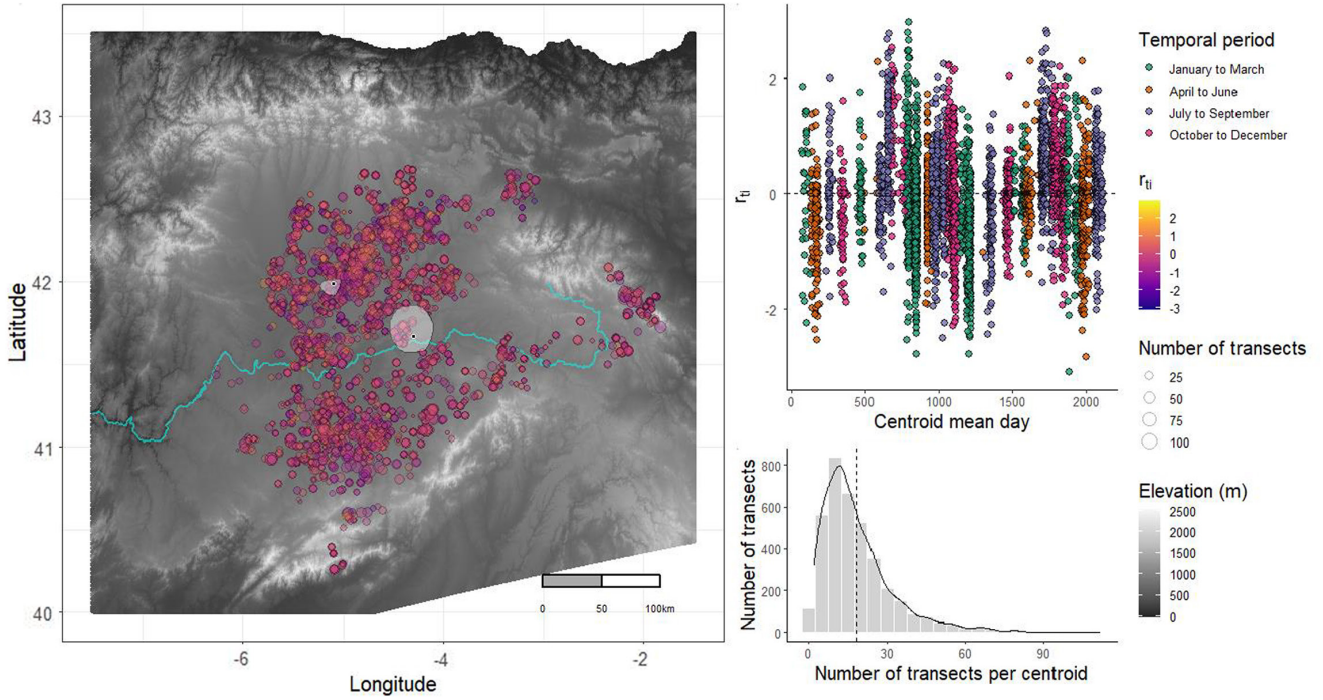 Latitude
43
42
41
40
-6
-4
-2
Longitude
0 50 100km
r_ti
2
0
-2
0 500 1000 1500 2000
Centroid mean day
Number of transects
800
600
400
200
0
0 30 60 90
Number of transects per centroid
Temporal period
January to March
April to June
July to September
October to December
r_ti
2
1
0
-1
-2
-3
Number of transects
25
50
75
100
Elevation (m)
2500
2000
1500
1000
500
0